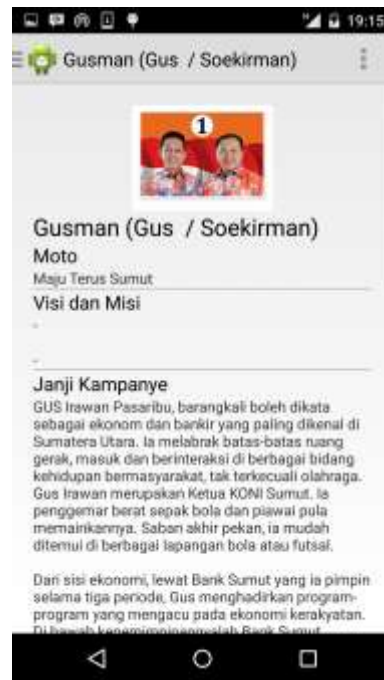 19:15
Gusman (Gus / Soekirman)
1
Gusman (Gus / Soekirman)
Moto
Maju Terus Sumut
Visi dan Misi
-
-
Janji Kampanye
GUS Irawan Pasaribu, barangkali boleh dikata
sebagai ekonom dan bankir yang paling dikenal di
Sumatera Utara. Ia melabrak batas-batas ruang
gerak, masuk dan berinteraksi di berbagai bidang
kehidupan bermasyarakat, tak terkecuali olahraga.
Gus Irawan merupakan Ketua KONI Sumut. Ia
penggemar berat sepak bola dan piawai pula
memainkannya. Saban akhir pekan, ia mudah
ditemui di berbagai lapangan bola atau futsal.
Dari sisi ekonomi, lewat Bank Sumut yang ia pimpin
selama tiga periode, Gus menghadirkan program-
program yang mengacu pada ekonomi kerakyatan.
Di bawah kepemimpinannyalah Bank Sumut